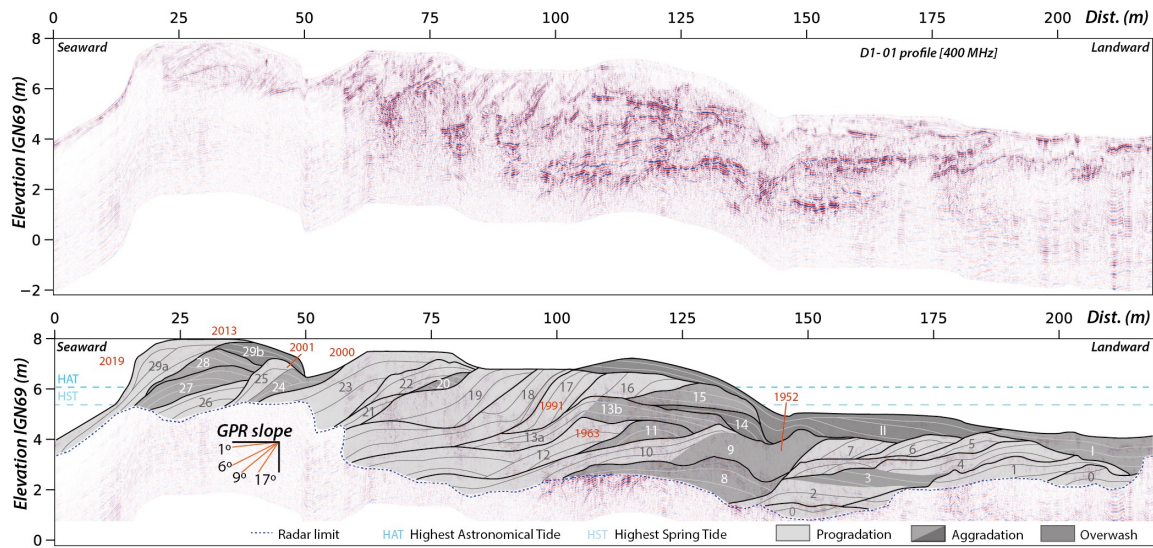 0 25 50 75 100 125 150 175 200 Dist. (m)
8 Seaward Landward
D1- 01 profile [400 MHz]
6
4
2
0
−2
Elevation IGN69 (m)
2013
0 25 50 75 100 125 150 175 200 Dist. (m)
8 Seaward Landward
2019 2001 2000
29a 28 29b 25 24 23 22 20 19 18 17 16 15
HAT
6
HST
27 26 21 1991 13b 1952
GPR slope
1º
6º
9º 17º
13a 1963 11 14 II
12 10 9 7 6 5 I
4
8 3 4 1 0
2
2
0
0
Elevation IGN69 (m)
Radar limit HAT Highest Astronomical Tide HST Highest Spring Tide Progradation Aggradation Overwash